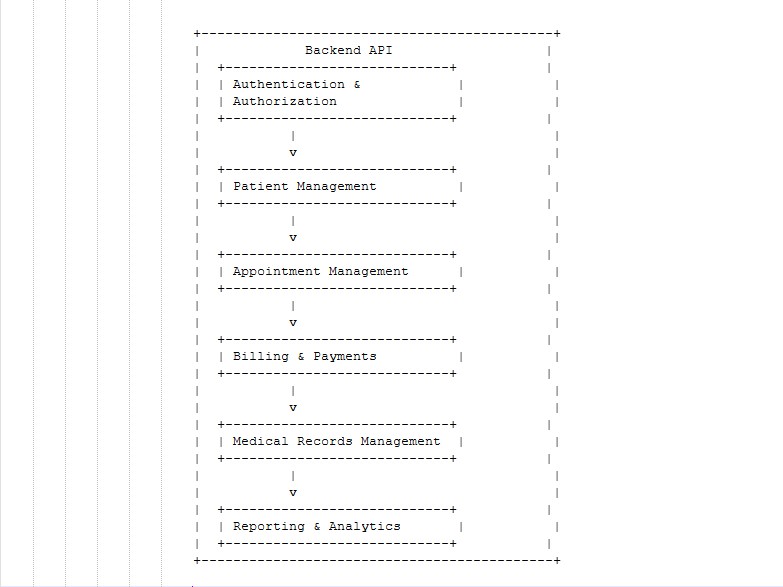 Backend API
Authentication &
Authorization
v
Patient Management
v
Appointment Management
v
Billing & Payments
v
Medical Records Management
v
Reporting & Analytics